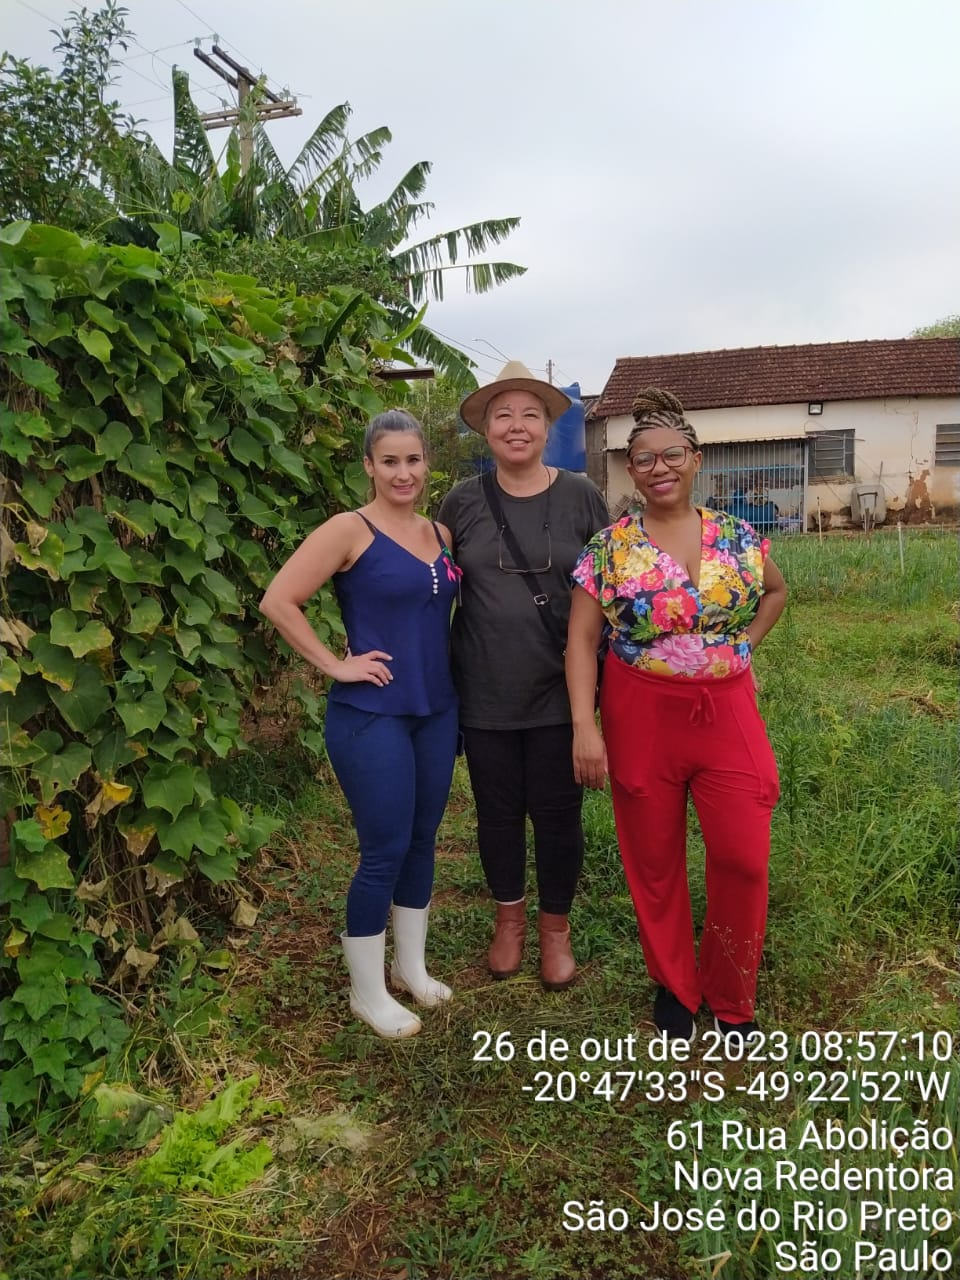 26 de out de 2023 08:57:10
-20°47'33"S -49°22'52"W
61 Rua Abolição
Nova Redentora
São José do Rio Preto
São Paulo